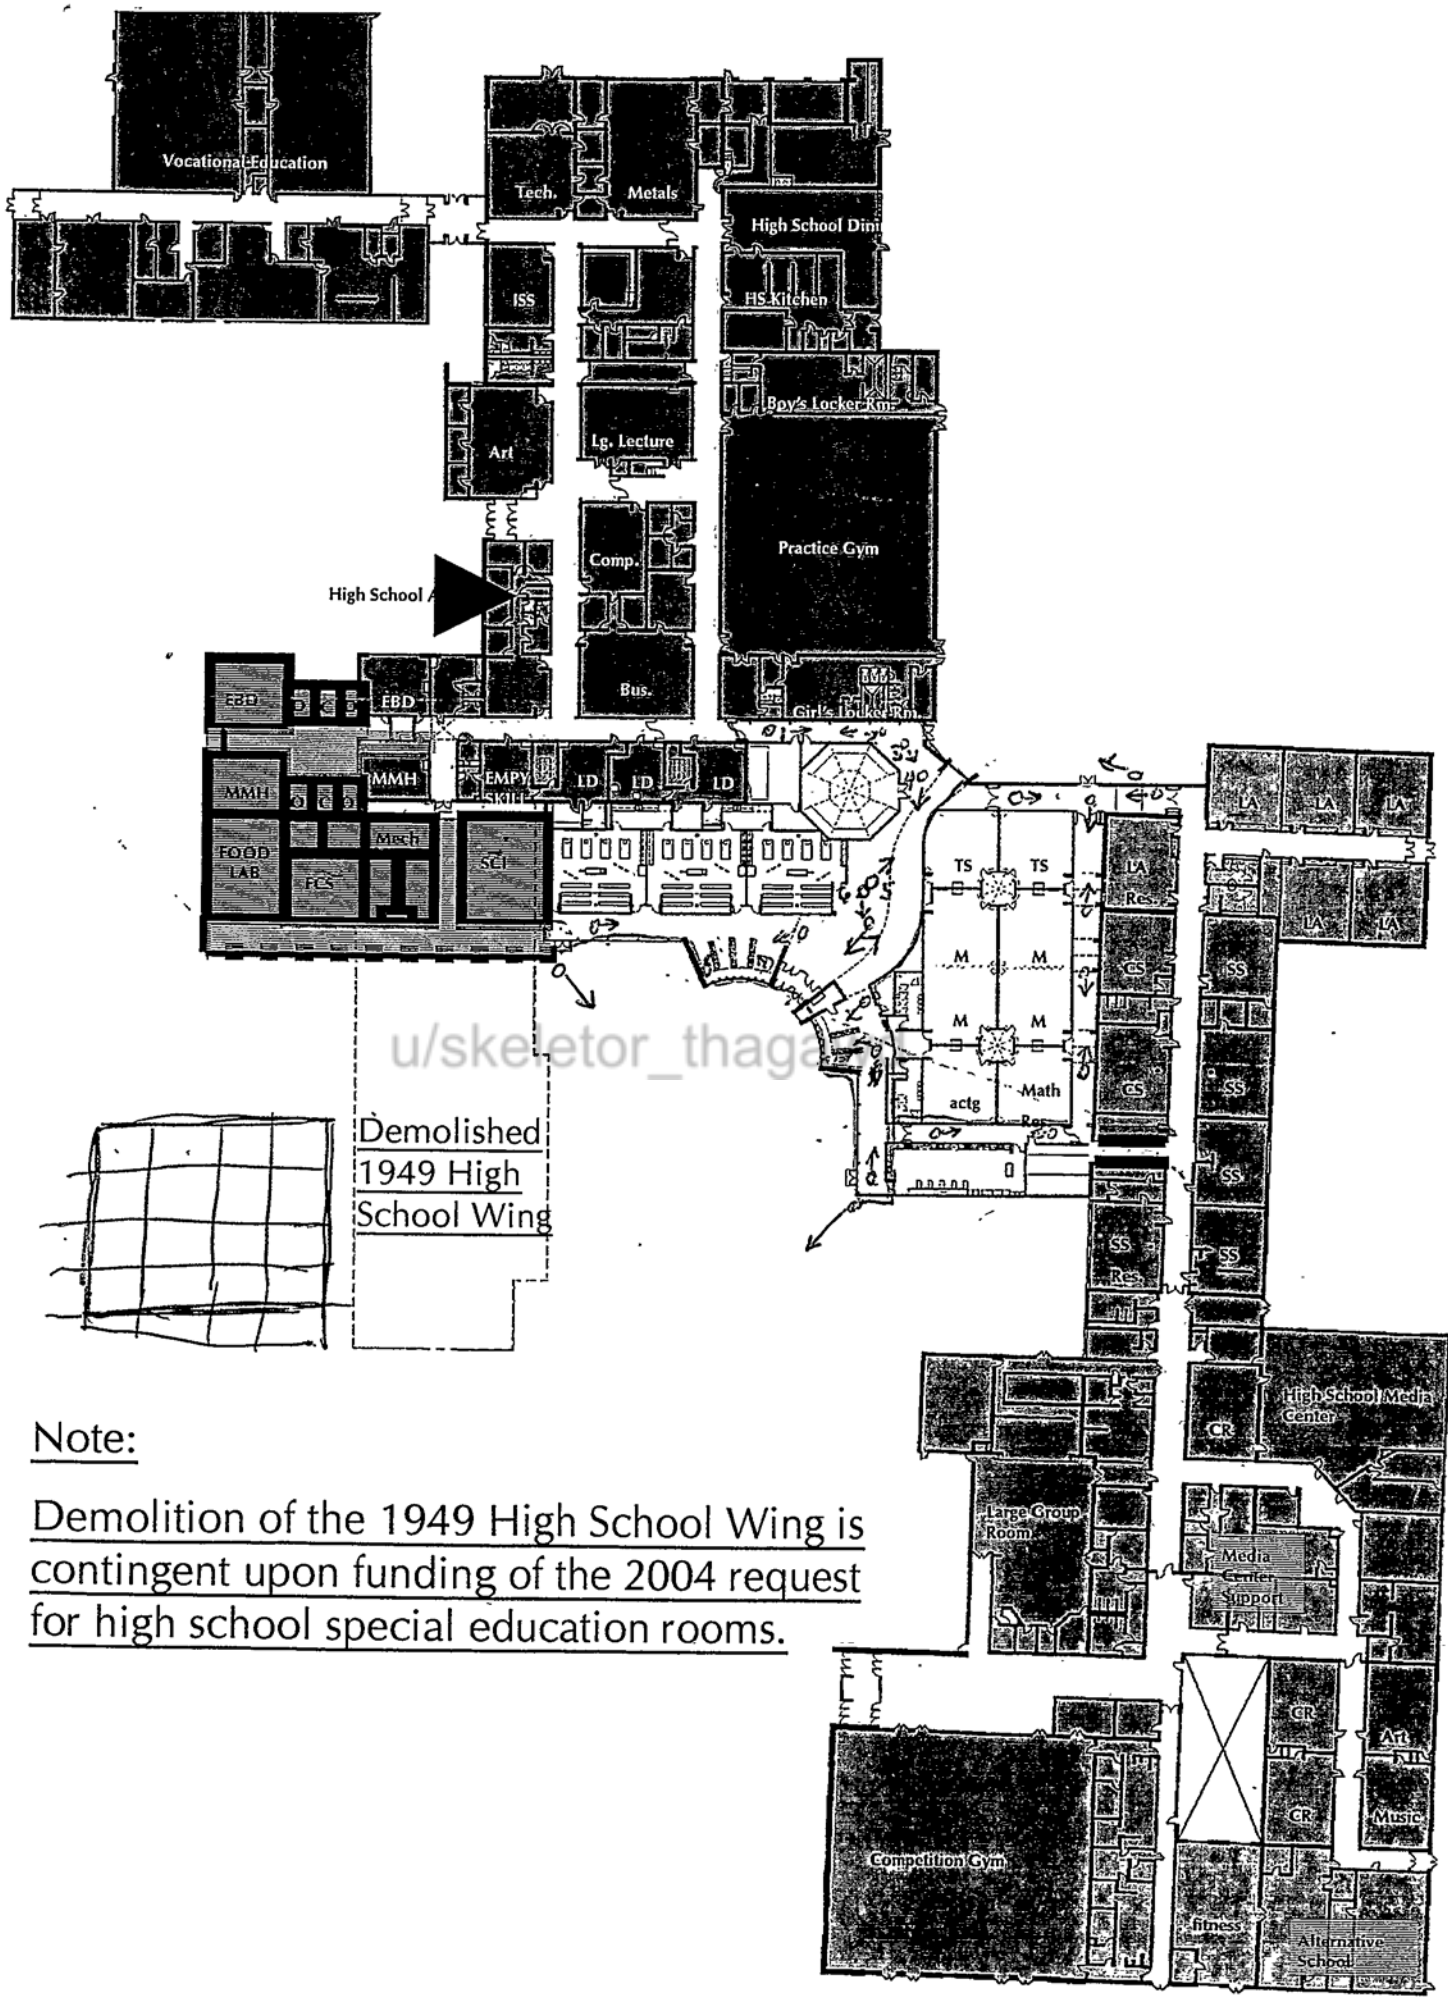 Vocational Education
Tech.
Metals
High School Dini
ISS
HS Kitchen
Boy's Locker Rm.
Art
Lg. Lecture
Comp.
Practice Gym
High School A
Bus.
Girl's Locker Rm.
EBD
EBD
MMH
MMH
EMPY
SKILL
LD
LD
LD
FOOD
LAB
FCS
Mech
SCI
TS
TS
M
M
M
M
actg
Math
Res.
LA
LA
LA
LA
Res.
LA
LA
CS
CS
SS
SS
SS
SS
SS
Res.
u/skeletor_thaga
Demolished
1949 High
School Wing
Note:
Demolition of the 1949 High School Wing is
contingent upon funding of the 2004 request
for high school special education rooms.
High School Media
Center
CR
Large Group
Room
Media
Center
Support
CR
Art
CR
Music
Competition Gym
fitness
Alternative
School